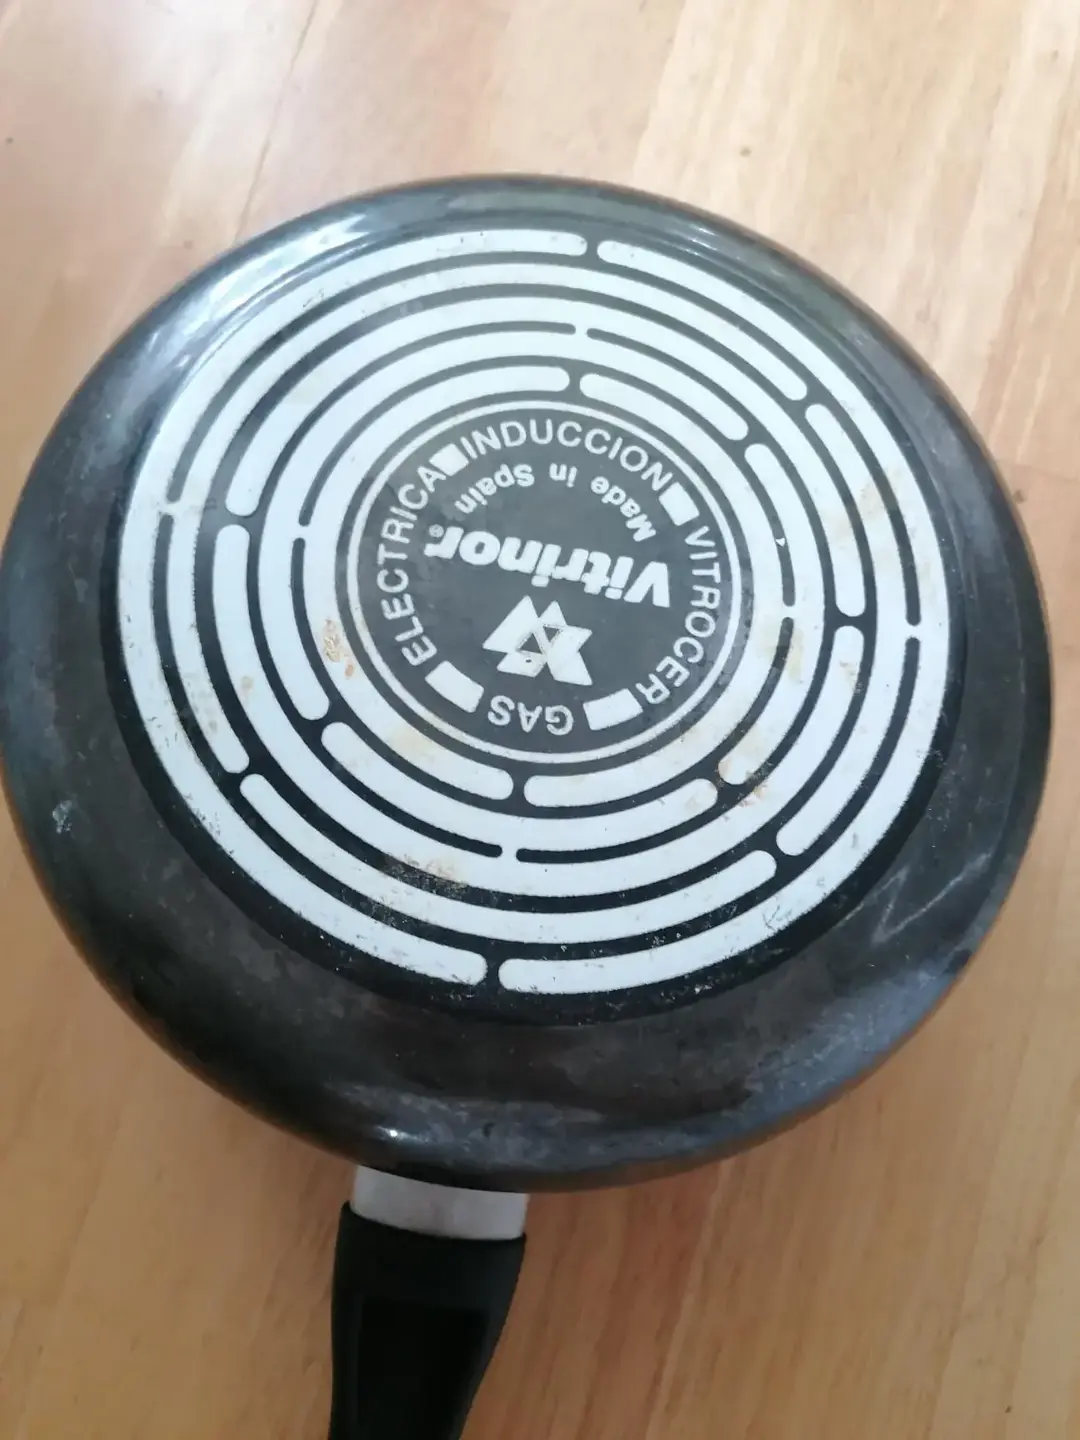 GAS ELECTRICA INDUCCION VITROCER
Vitrinor®
Made in Spain